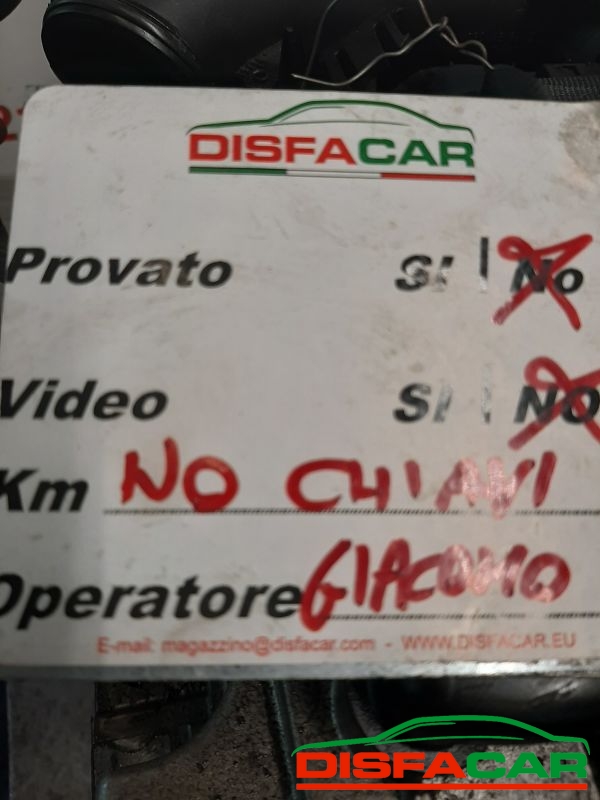 DISFACAR
Provato SI | No
Video SI | NO
Km NO CHIAVI
Operatore GIACOMO
E-mail: magazzino@disfacar.com - WWW.DISFACAR.EU
DISFACAR